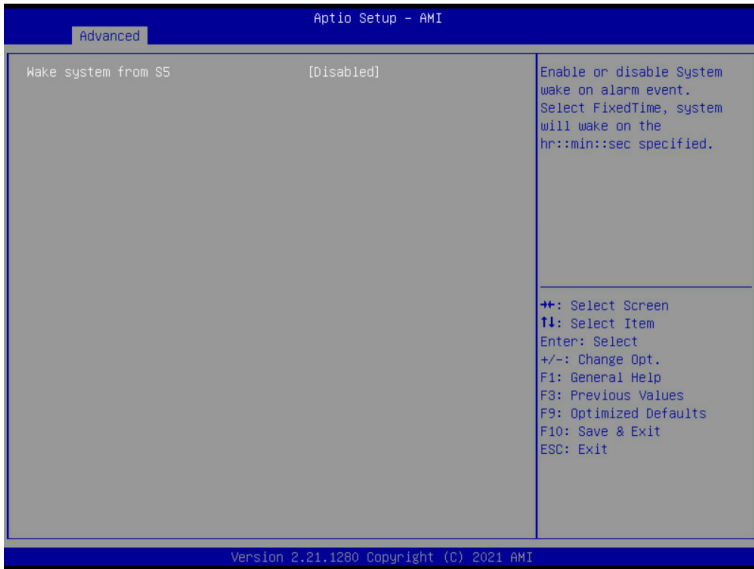 Aptio Setup – AMI
Advanced
Wake system from S5 [Disabled]
Enable or disable System
wake on alarm event.
Select FixedTime, system
will wake on the
hr::min::sec specified.
→←: Select Screen
↑↓: Select Item
Enter: Select
+/-: Change Opt.
F1: General Help
F3: Previous Values
F9: Optimized Defaults
F10: Save & Exit
ESC: Exit
Version 2.21.1280 Copyright (C) 2021 AMI